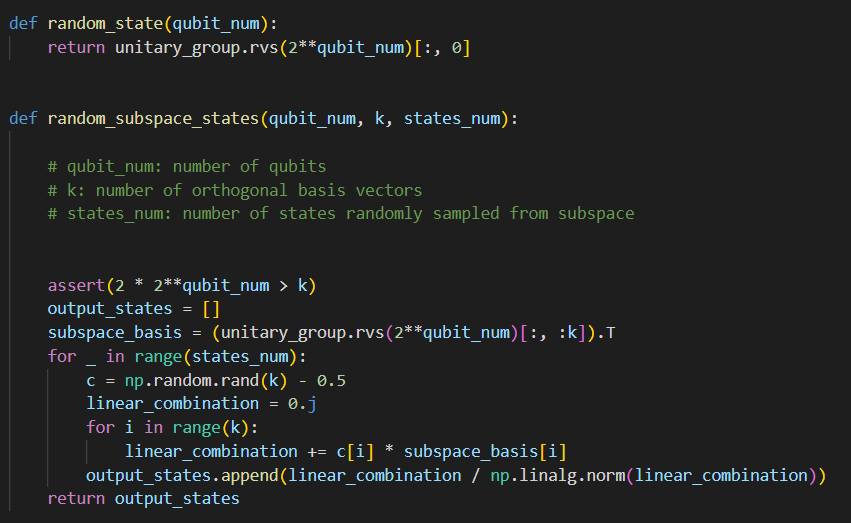 def random_state(qubit_num):
    return unitary_group.rvs(2**qubit_num)[:, 0]
def random_subspace_states(qubit_num, k, states_num):
    # qubit_num: number of qubits
    # k: number of orthogonal basis vectors
    # states_num: number of states randomly sampled from subspace
    assert(2 * 2**qubit_num > k)
    output_states = []
    subspace_basis = (unitary_group.rvs(2**qubit_num)[:, :k]).T
    for _ in range(states_num):
        c = np.random.rand(k) - 0.5
        linear_combination = 0.j
        for i in range(k):
            linear_combination += c[i] * subspace_basis[i]
        output_states.append(linear_combination / np.linalg.norm(linear_combination))
    return output_states